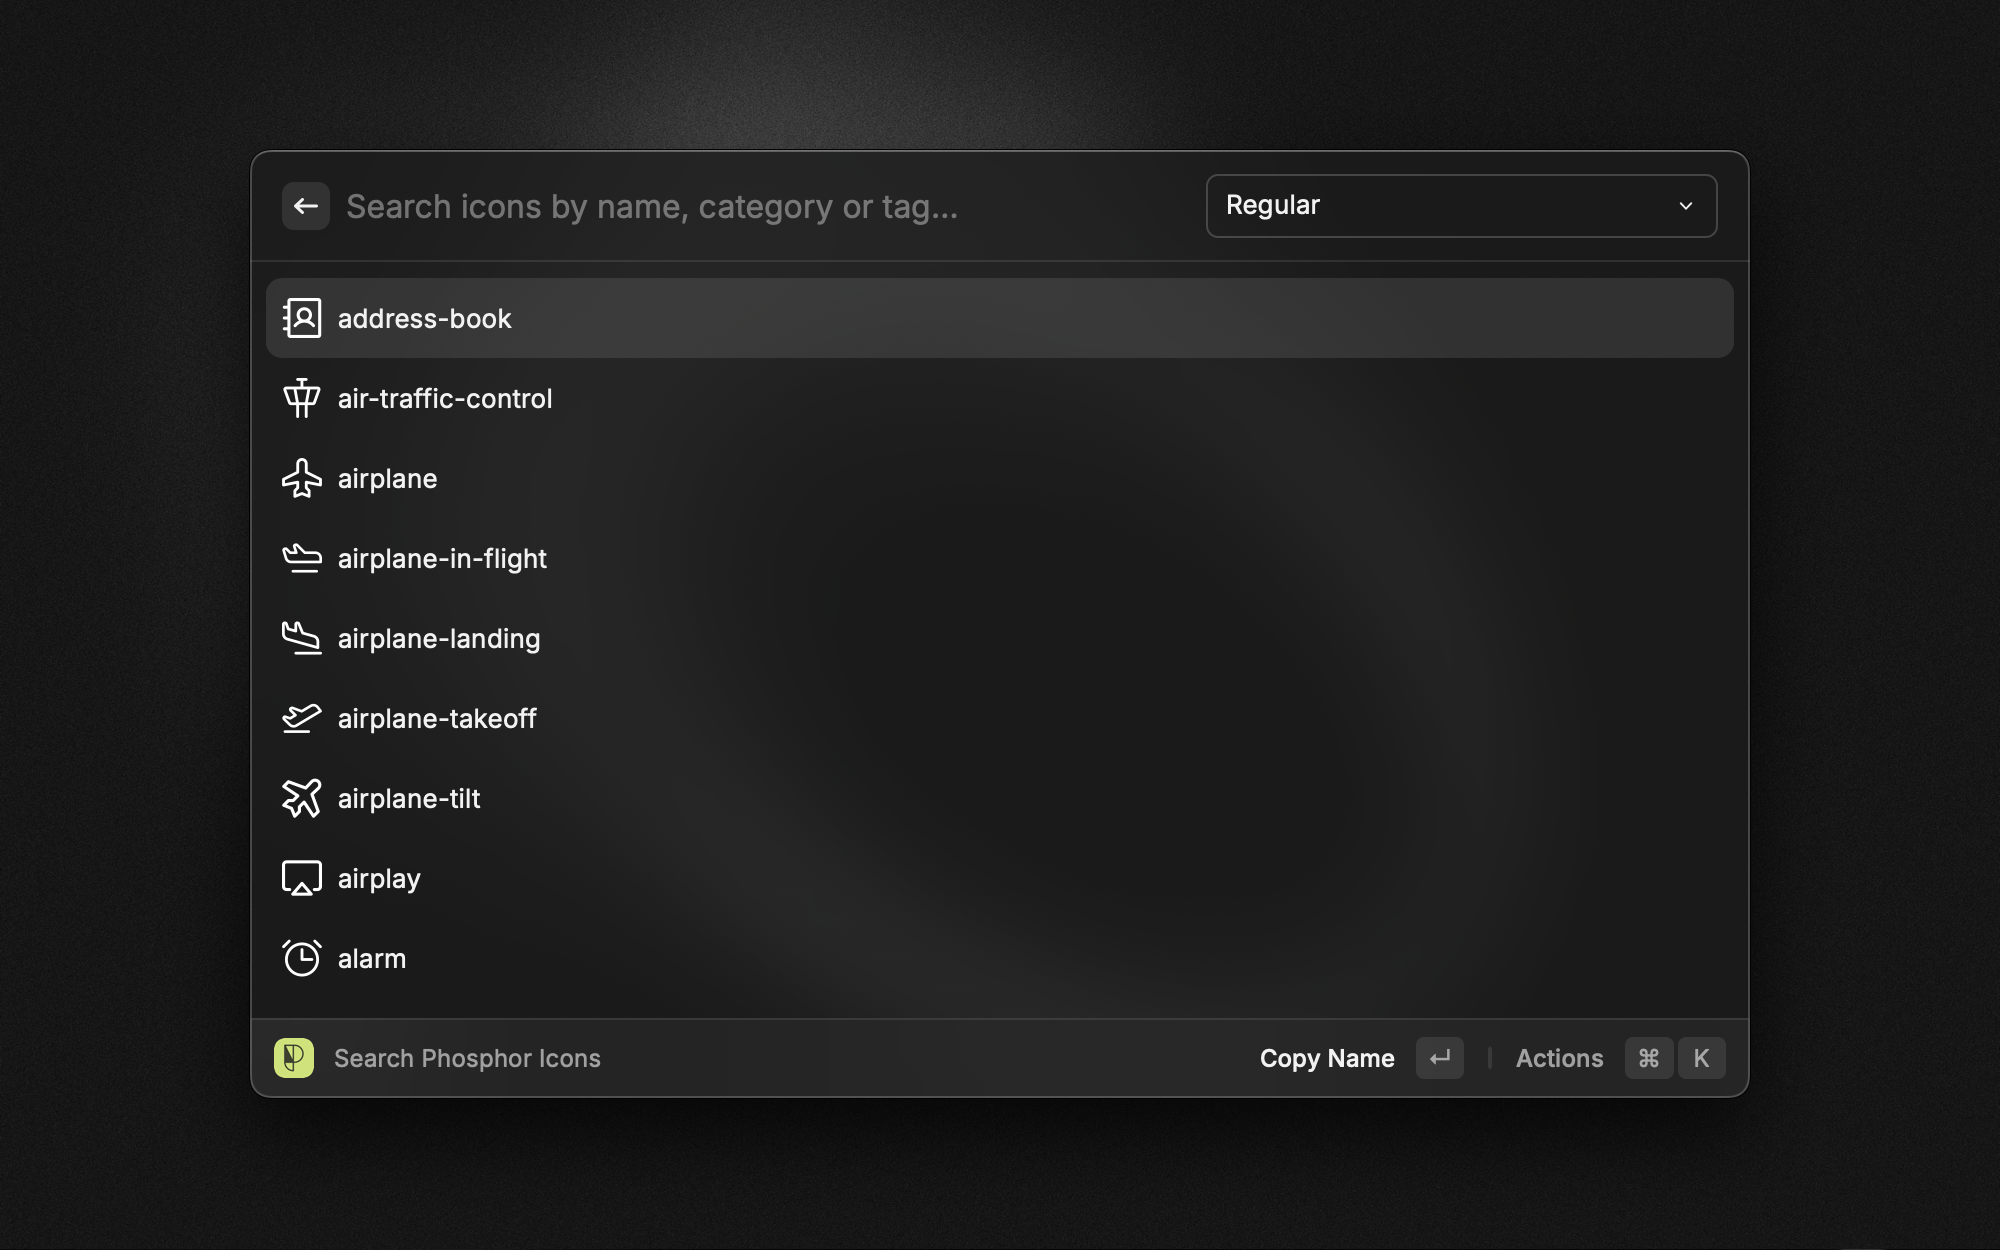 Search icons by name, category or tag...
Regular
address-book
air-traffic-control
airplane
airplane-in-flight
airplane-landing
airplane-takeoff
airplane-tilt
airplay
alarm
Search Phosphor Icons
Copy Name ↵
Actions ⌘ K